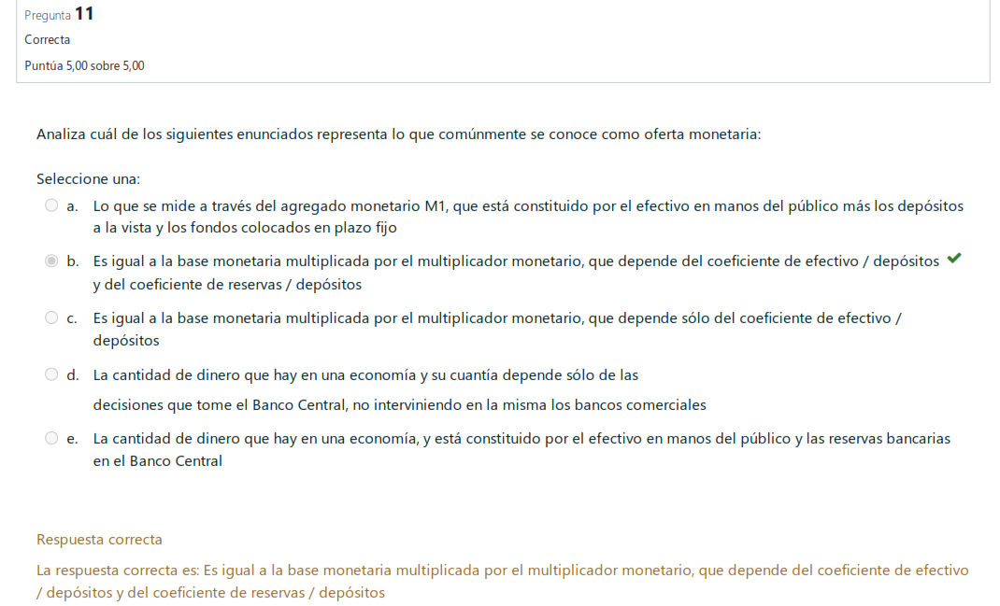 Pregunta 11
Correcta
Puntúa 5,00 sobre 5,00
Analiza cuál de los siguientes enunciados representa lo que comúnmente se conoce como oferta monetaria:
Seleccione una:
a. Lo que se mide a través del agregado monetario M1, que está constituido por el efectivo en manos del público más los depósitos
a la vista y los fondos colocados en plazo fijo
b. Es igual a la base monetaria multiplicada por el multiplicador monetario, que depende del coeficiente de efectivo / depósitos
y del coeficiente de reservas / depósitos
c. Es igual a la base monetaria multiplicada por el multiplicador monetario, que depende sólo del coeficiente de efectivo /
depósitos
d. La cantidad de dinero que hay en una economía y su cuantía depende sólo de las
decisiones que tome el Banco Central, no interviniendo en la misma los bancos comerciales
e. La cantidad de dinero que hay en una economía, y está constituido por el efectivo en manos del público y las reservas bancarias
en el Banco Central
Respuesta correcta
La respuesta correcta es: Es igual a la base monetaria multiplicada por el multiplicador monetario, que depende del coeficiente de efectivo
/ depósitos y del coeficiente de reservas / depósitos